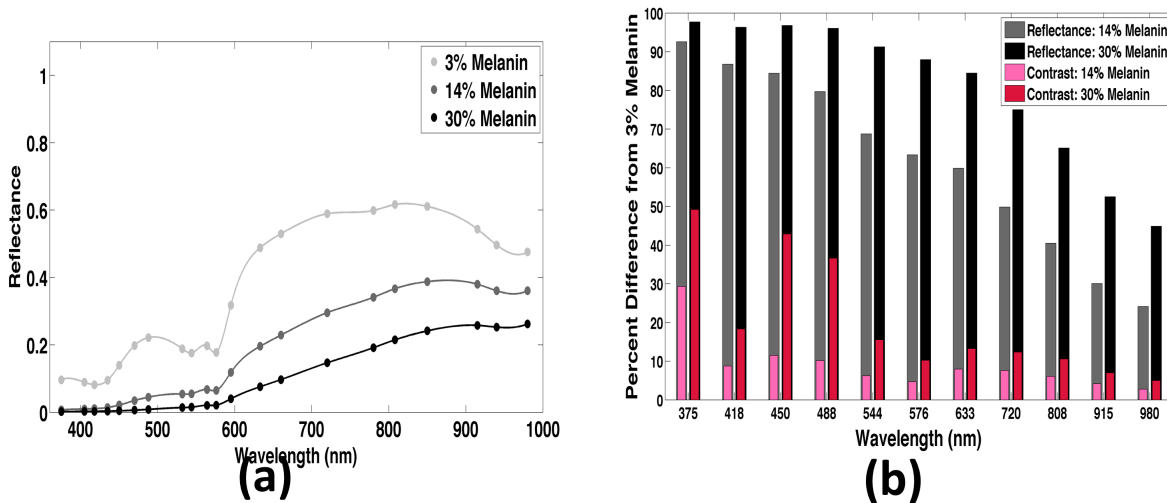 3% Melanin
14% Melanin
30% Melanin
Reflectance
1
0.8
0.6
0.4
0.2
0
400 500 600 700 800 900 1000
Wavelength (nm)
(a)
Reflectance: 14% Melanin
Reflectance: 30% Melanin
Contrast: 14% Melanin
Contrast: 30% Melanin
Percent Difference from 3% Melanin
100
90
80
70
60
50
40
30
20
10
0
375 418 450 488 544 576 633 720 808 915 980
Wavelength (nm)
(b)